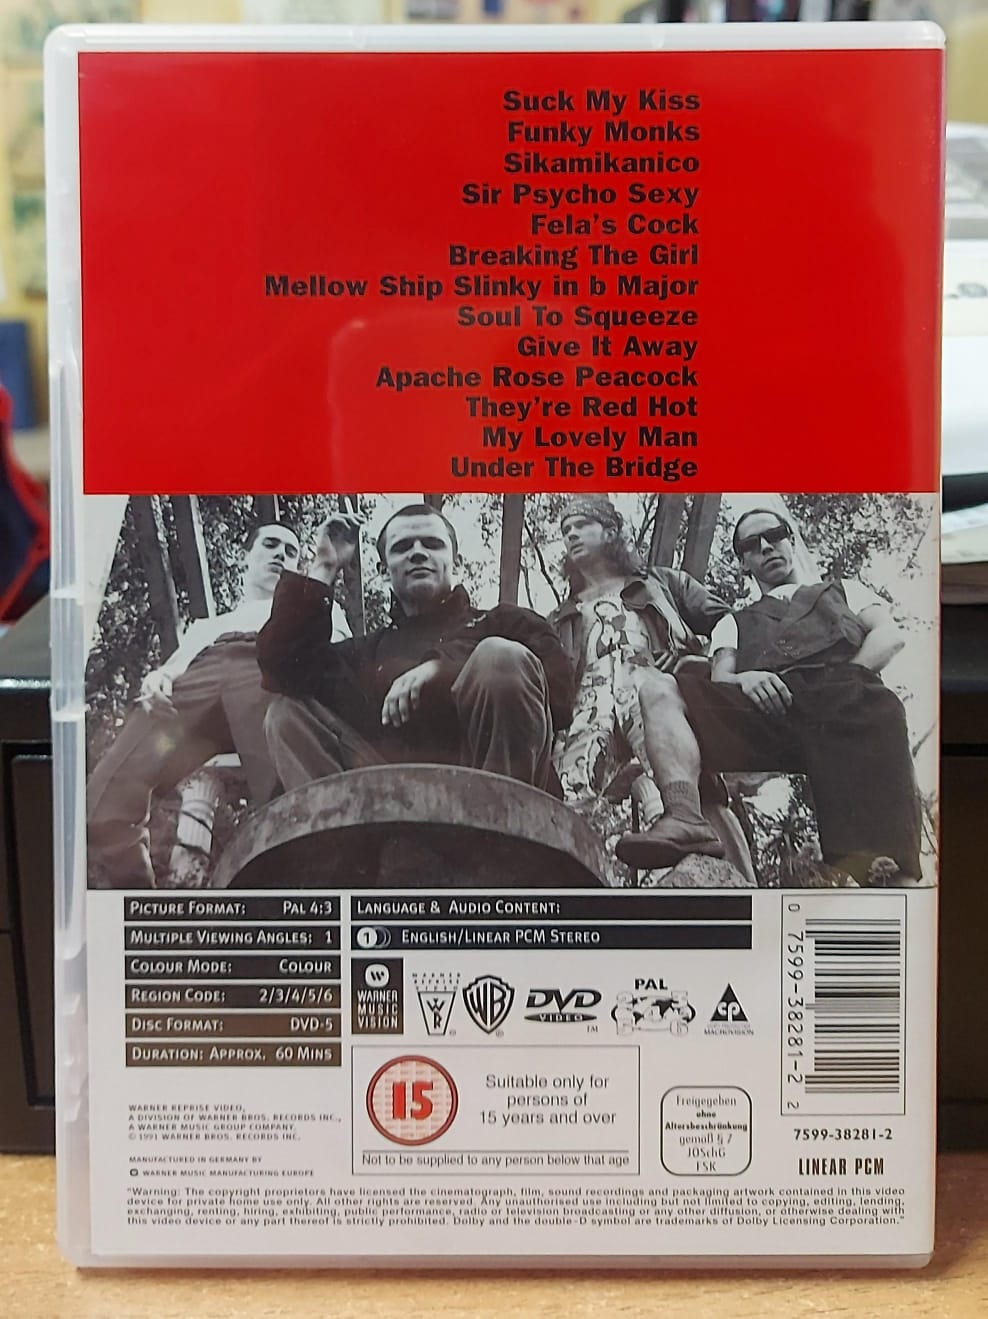 Suck My Kiss
Funky Monks
Sikamikanico
Sir Psycho Sexy
Fela's Cock
Breaking The Girl
Mellow Ship Slinky in b Major
Soul To Squeeze
Give It Away
Apache Rose Peacock
They're Red Hot
My Lovely Man
Under The Bridge
PICTURE FORMAT: PAL 4:3
MULTIPLE VIEWING ANGLES: 1
COLOUR MODE: COLOUR
REGION CODE: 2/3/4/5/6
DISC FORMAT: DVD-5
DURATION: APPROX. 60 MINS
LANGUAGE & AUDIO CONTENT:
1 ENGLISH/LINEAR PCM STEREO
WARNER
MUSIC
VISION
WARNER
REPRISE
VIDEO
WB
DVD
VIDEO
TM
PAL
MACROVISION
15
Suitable only for
persons of
15 years and over
Not to be supplied to any person below that age
Freigegeben
ohne
Altersbeschränkung
gemäß § 7
JÖSchG
FSK
0 7599-38281-2 2
7599-38281-2
LINEAR PCM
WARNER REPRISE VIDEO,
A DIVISION OF WARNER BROS. RECORDS INC.,
A WARNER MUSIC GROUP COMPANY.
© 1991 WARNER BROS. RECORDS INC.
MANUFACTURED IN GERMANY BY
WARNER MUSIC MANUFACTURING EUROPE
"Warning: The copyright proprietors have licensed the cinematograph, film, sound recordings and packaging artwork contained in this video
device for private home use only. All other rights are reserved. Any unauthorised use including but not limited to copying, editing, lending,
exchanging, renting, hiring, exhibiting, public performance, radio or television broadcasting or any other diffusion, or otherwise dealing with
this video device or any part thereof is strictly prohibited. Dolby and the double-D symbol are trademarks of Dolby Licensing Corporation."